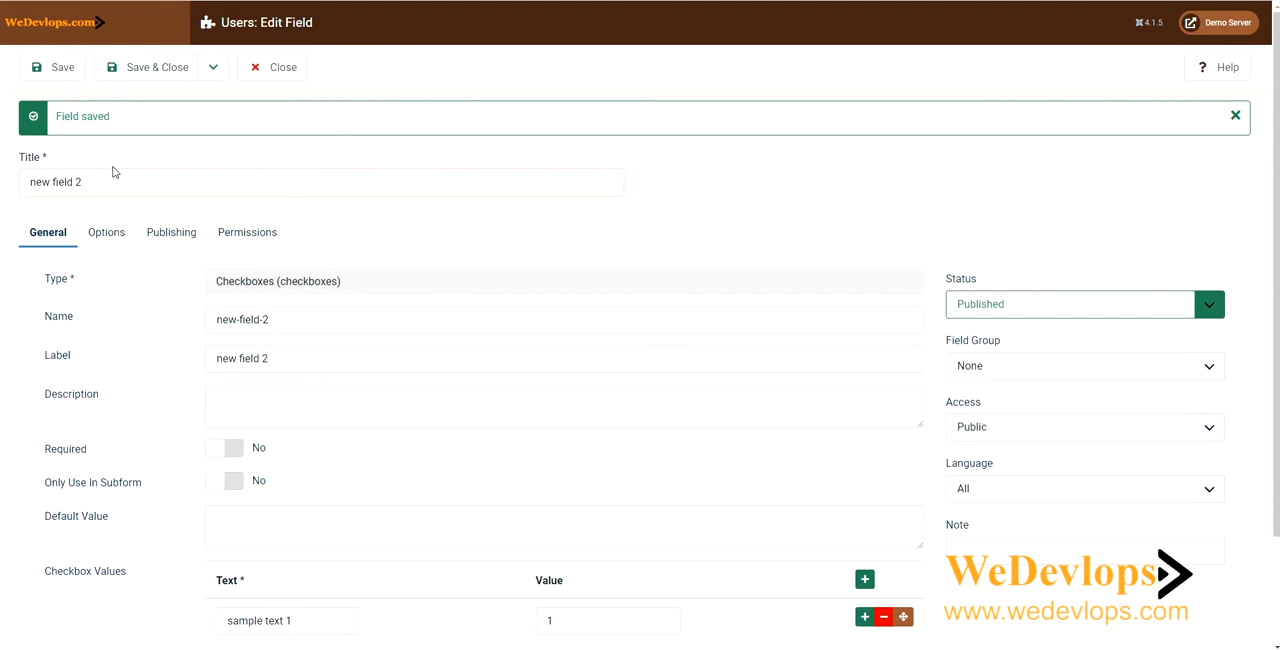 WeDevlops.com
Users: Edit Field
4.1.5
Demo Server
Save
Save & Close
Close
? Help
Field saved
Title *
new field 2
General
Options
Publishing
Permissions
Type *
Checkboxes (checkboxes)
Name
new-field-2
Label
new field 2
Description
Required
No
Only Use In Subform
No
Default Value
Checkbox Values
Text *
Value
sample text 1
1
Status
Published
Field Group
None
Access
Public
Language
All
Note
WeDevlops
www.wedevlops.com